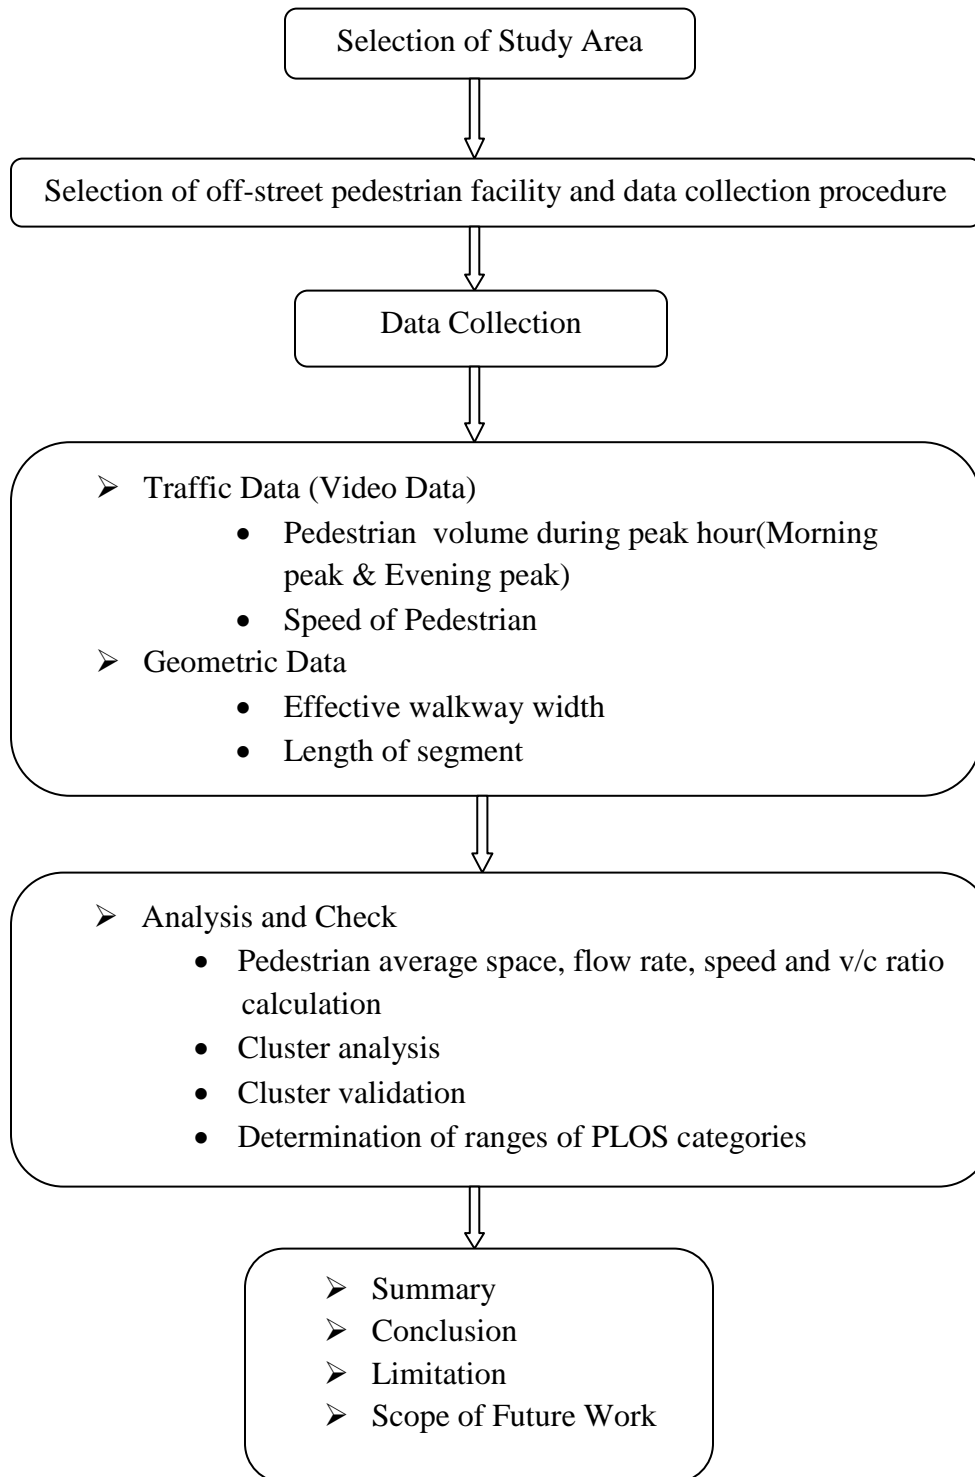 Selection of Study Area
Selection of off-street pedestrian facility and data collection procedure
Data Collection
➢ Traffic Data (Video Data)
• Pedestrian  volume during peak hour(Morning
peak & Evening peak)
• Speed of Pedestrian
➢ Geometric Data
• Effective walkway width
• Length of segment
➢ Analysis and Check
• Pedestrian average space, flow rate, speed and v/c ratio
calculation
• Cluster analysis
• Cluster validation
• Determination of ranges of PLOS categories
➢ Summary
➢ Conclusion
➢ Limitation
➢ Scope of Future Work